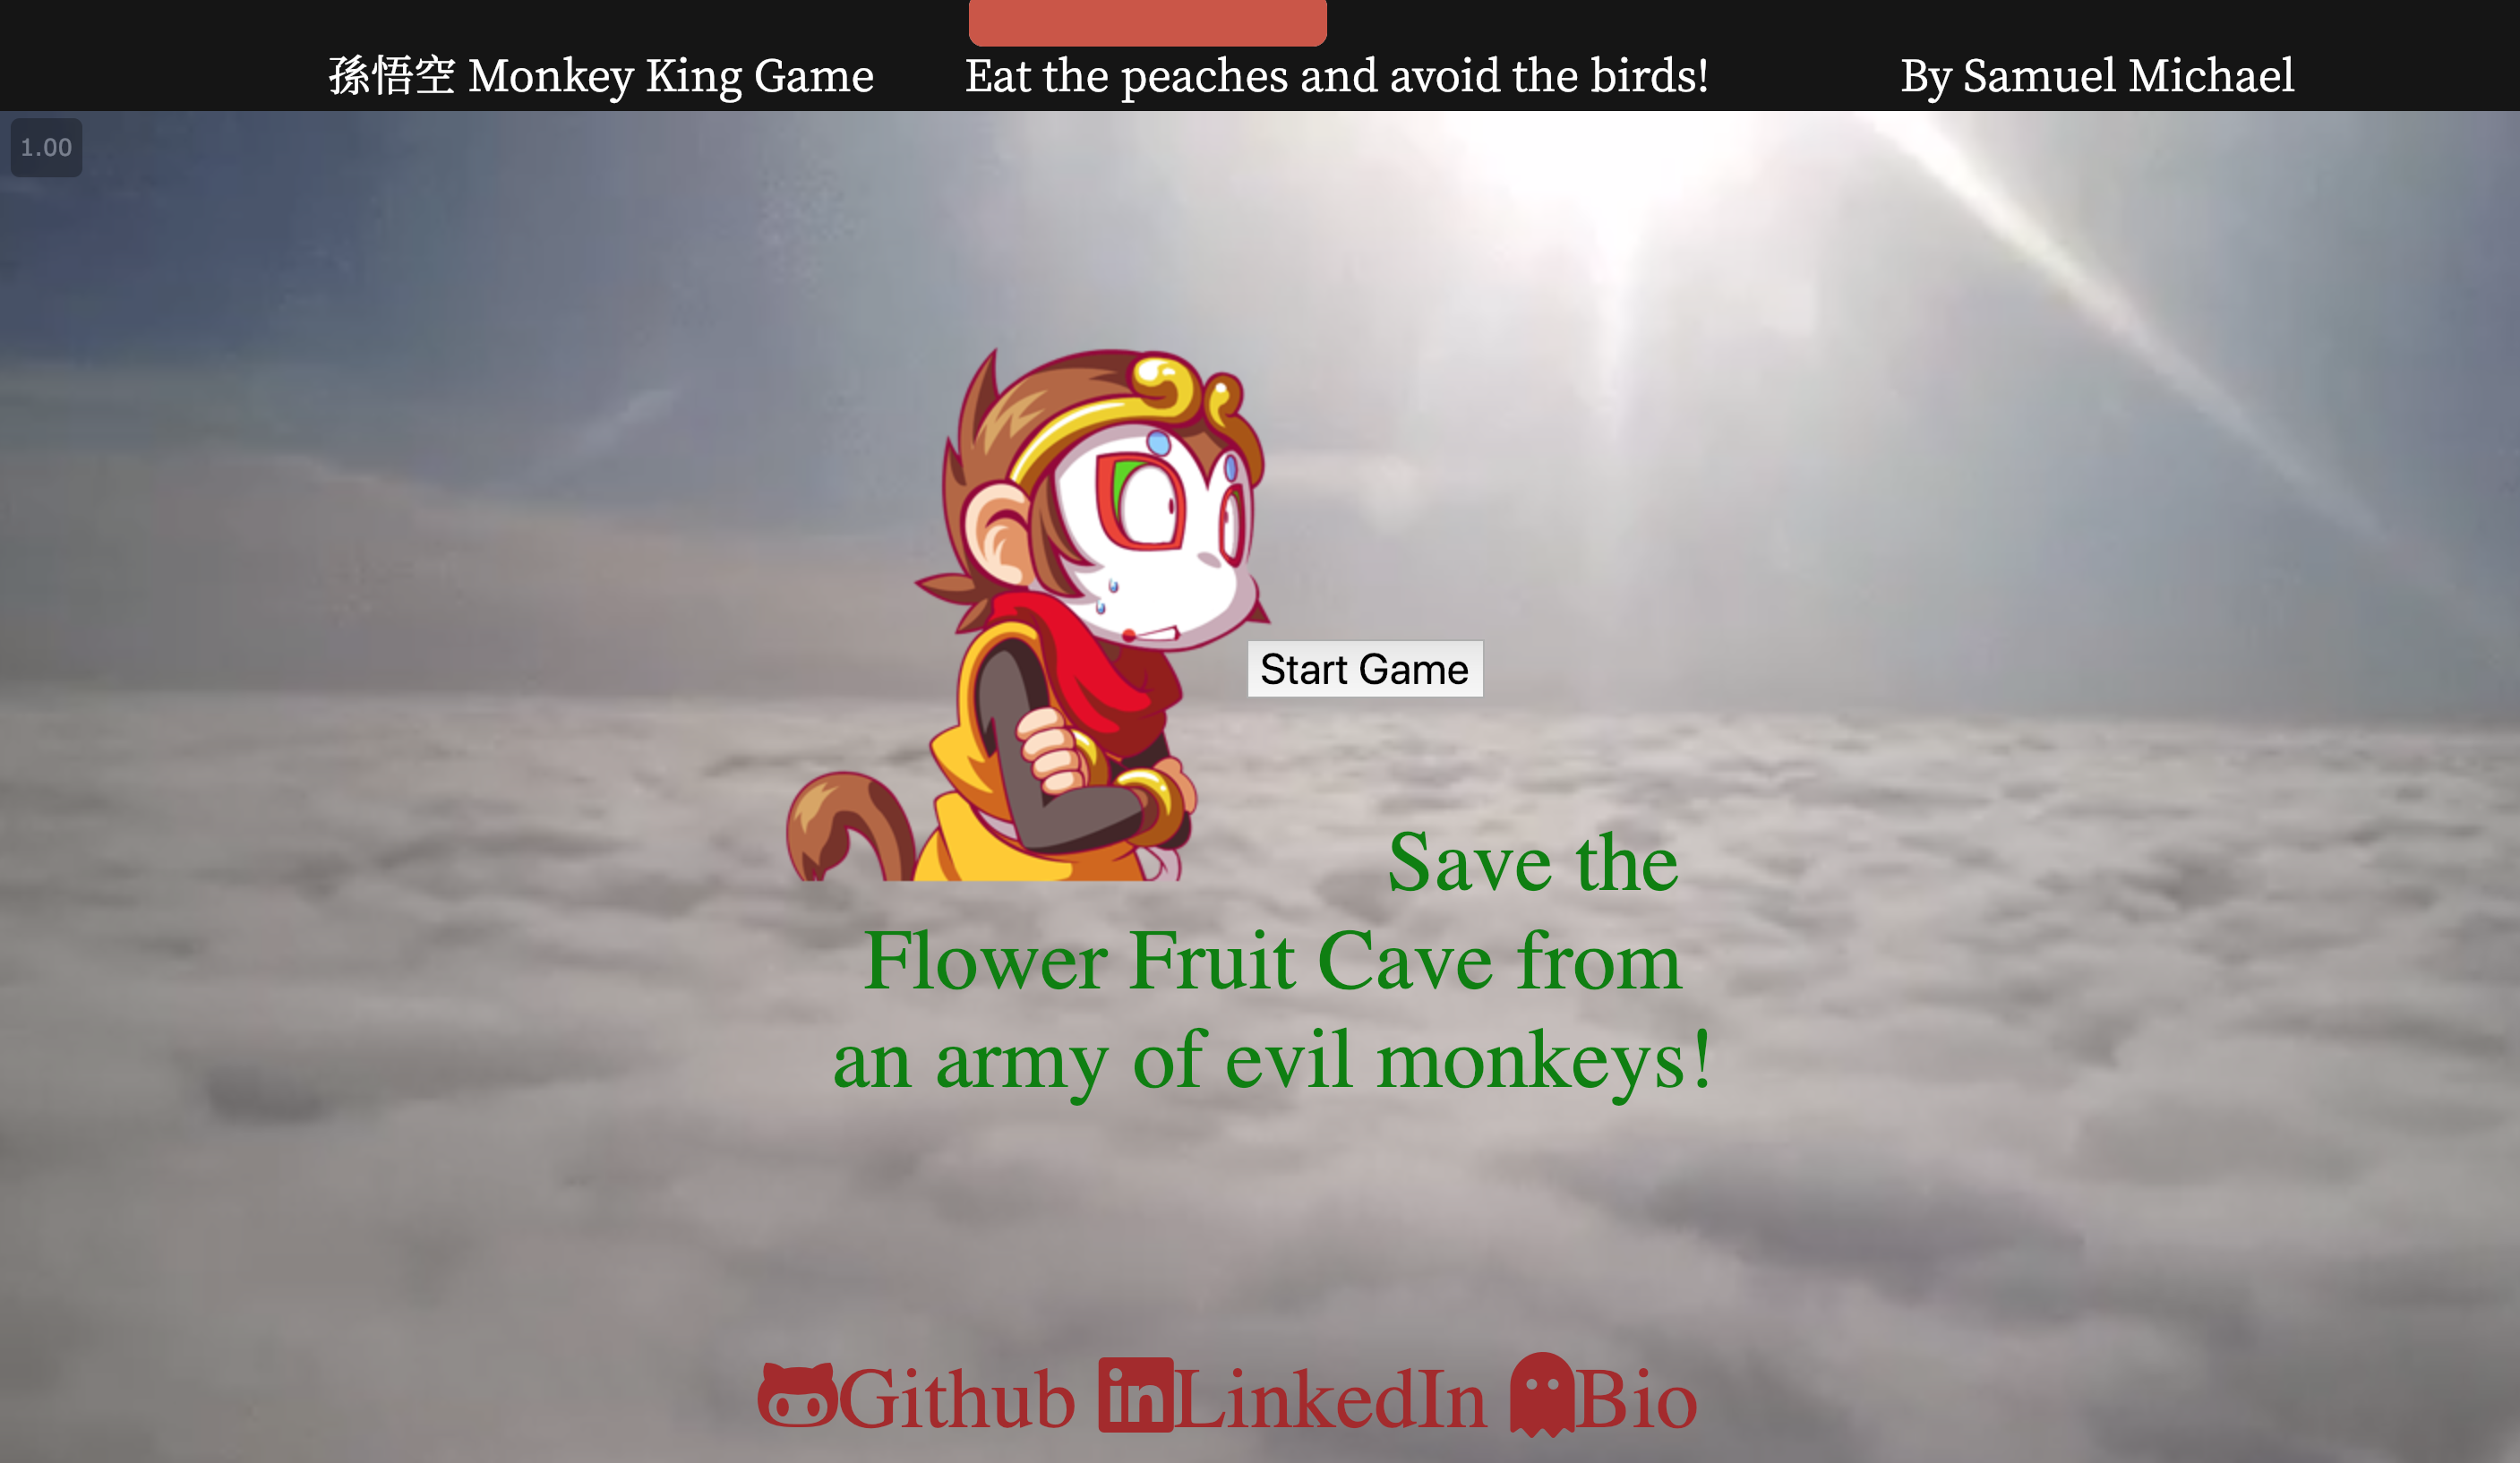 孫悟空 Monkey King Game
Eat the peaches and avoid the birds!
By Samuel Michael
1.00
Start Game
Save the
Flower Fruit Cave from
an army of evil monkeys!
Github
in LinkedIn
Bio